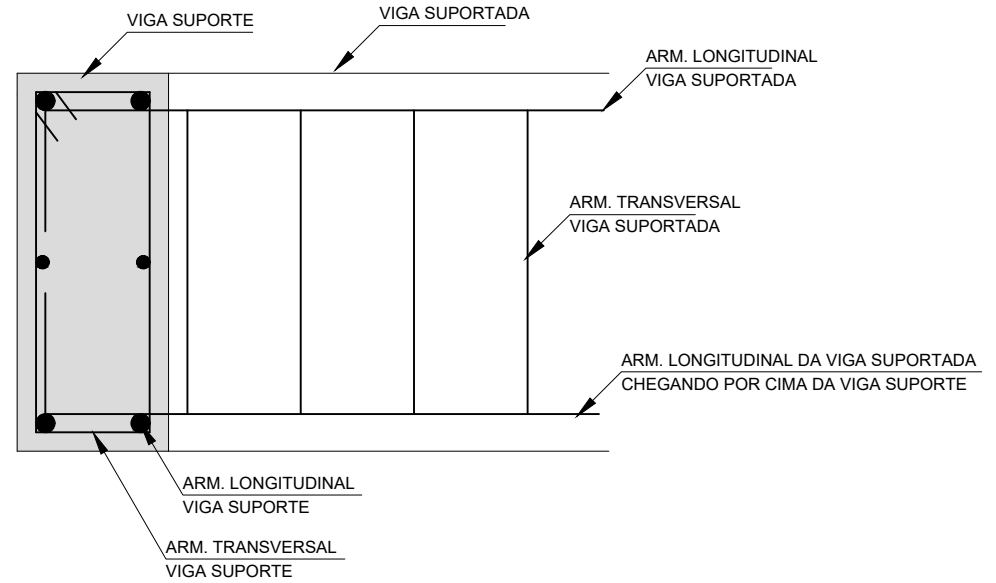 VIGA SUPORTE
VIGA SUPORTADA
ARM. LONGITUDINAL
VIGA SUPORTADA
ARM. TRANSVERSAL
VIGA SUPORTADA
ARM. LONGITUDINAL DA VIGA SUPORTADA
CHEGANDO POR CIMA DA VIGA SUPORTE
ARM. LONGITUDINAL
VIGA SUPORTE
ARM. TRANSVERSAL
VIGA SUPORTE